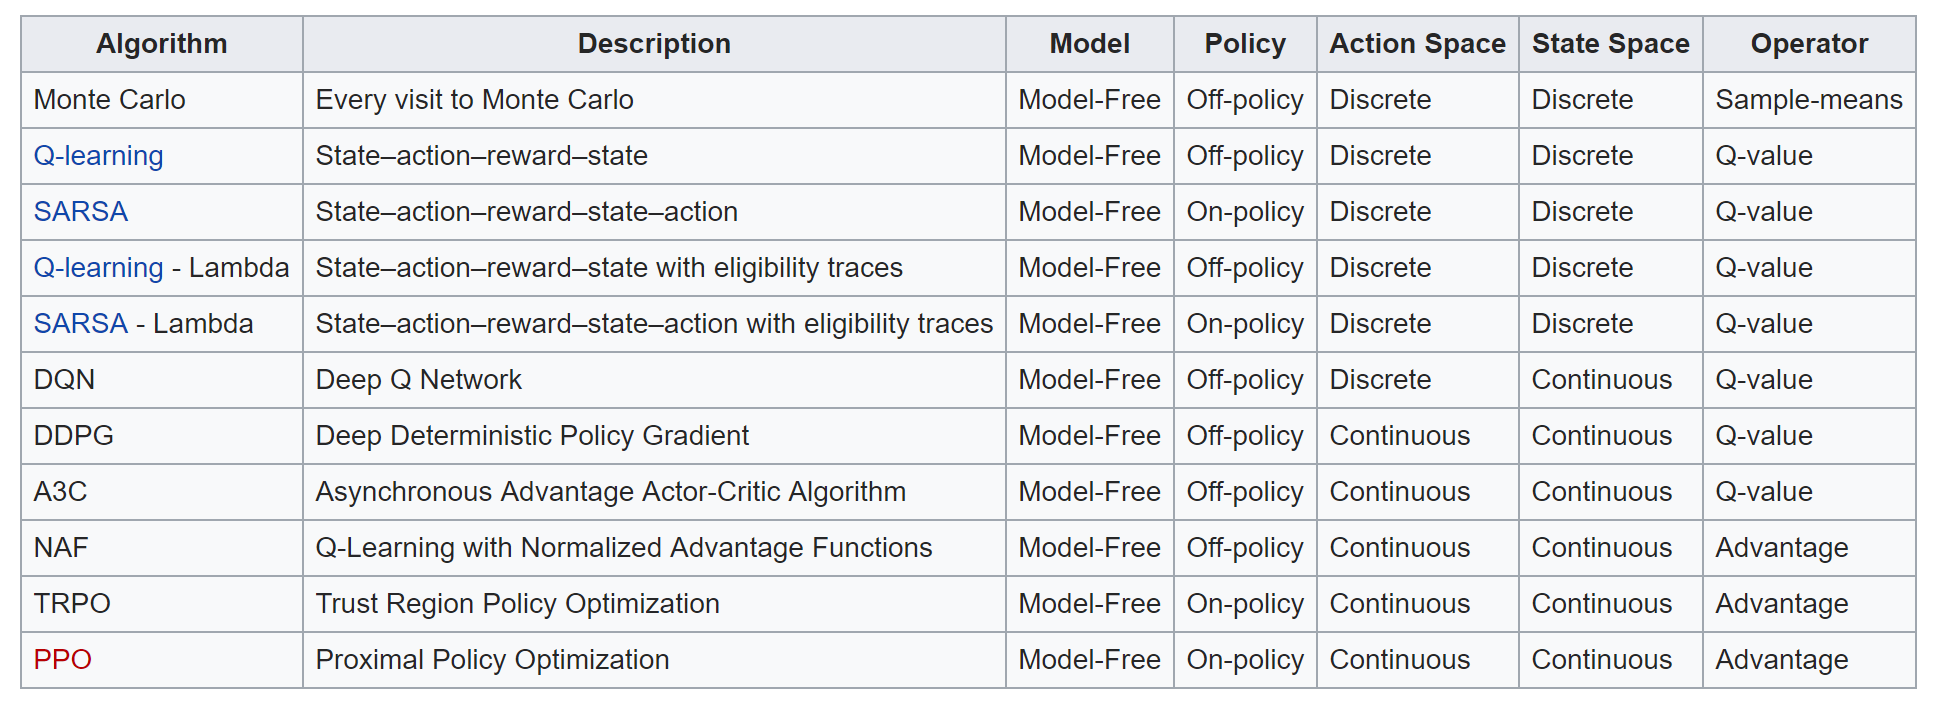 Algorithm Description Model Policy Action Space State Space Operator
Monte Carlo Every visit to Monte Carlo Model-Free Off-policy Discrete Discrete Sample-means
Q-learning State–action–reward–state Model-Free Off-policy Discrete Discrete Q-value
SARSA State–action–reward–state–action Model-Free On-policy Discrete Discrete Q-value
Q-learning - Lambda State–action–reward–state with eligibility traces Model-Free Off-policy Discrete Discrete Q-value
SARSA - Lambda State–action–reward–state–action with eligibility traces Model-Free On-policy Discrete Discrete Q-value
DQN Deep Q Network Model-Free Off-policy Discrete Continuous Q-value
DDPG Deep Deterministic Policy Gradient Model-Free Off-policy Continuous Continuous Q-value
A3C Asynchronous Advantage Actor-Critic Algorithm Model-Free Off-policy Continuous Continuous Q-value
NAF Q-Learning with Normalized Advantage Functions Model-Free Off-policy Continuous Continuous Advantage
TRPO Trust Region Policy Optimization Model-Free On-policy Continuous Continuous Advantage
PPO Proximal Policy Optimization Model-Free On-policy Continuous Continuous Advantage